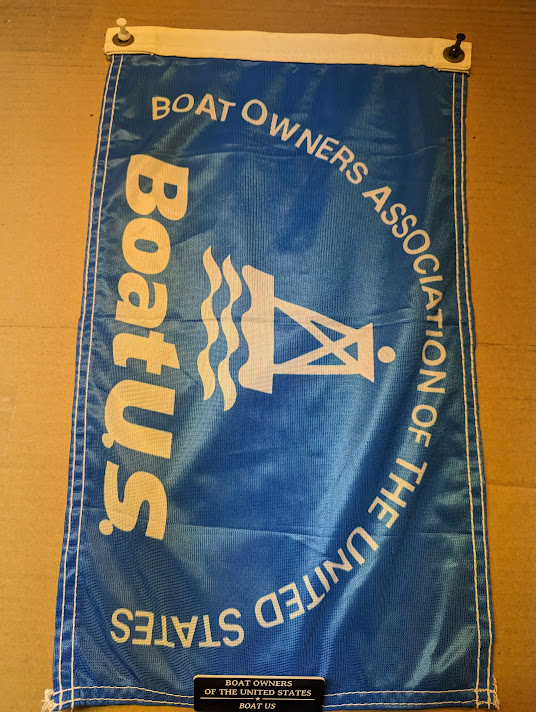 BOAT OWNERS ASSOCIATION OF THE UNITED STATES
BoatU.S.
BOAT OWNERS
OF THE UNITED STATES
BOAT US